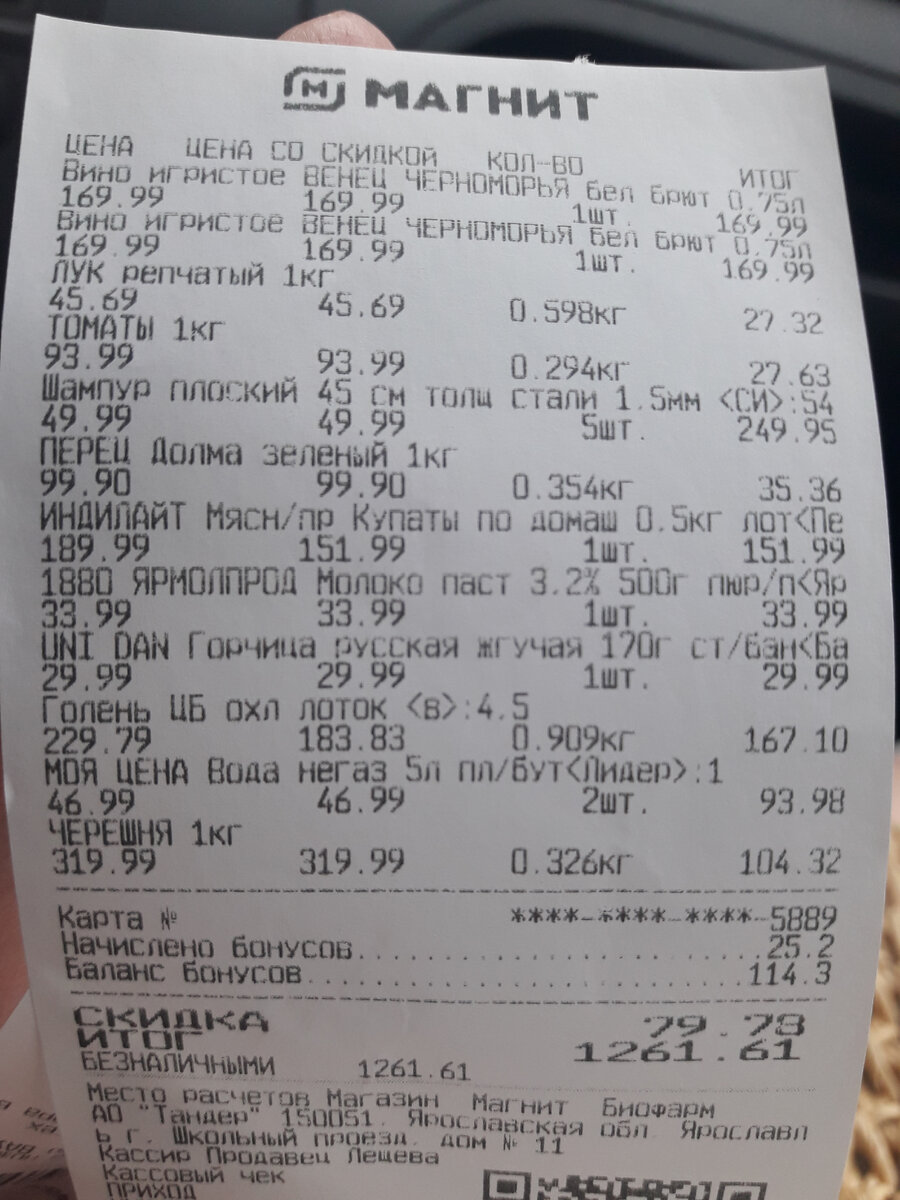 М МАГНИТ
ЦЕНА ЦЕНА СО СКИДКОЙ КОЛ-ВО ИТОГ
Вино игристое ВЕНЕЦ ЧЕРНОМОРЬЯ бел брют 0.75л
169.99 169.99 1шт. 169.99
Вино игристое ВЕНЕЦ ЧЕРНОМОРЬЯ бел брют 0.75л
169.99 169.99 1шт. 169.99
ЛУК репчатый 1кг
45.69 45.69 0.598кг 27.32
ТОМАТЫ 1кг
93.99 93.99 0.294кг 27.63
Шампур плоский 45 см толщ стали 1.5мм <СИ>:54
49.99 49.99 5шт. 249.95
ПЕРЕЦ Долма зеленый 1кг
99.90 99.90 0.354кг 35.36
ИНДИЛАЙТ Мясн/пр Купаты по домаш 0.5кг лот<Пе
189.99 151.99 1шт. 151.99
1880 ЯРМОЛПРОД Молоко паст 3.2% 500г пюр/п<Яр
33.99 33.99 1шт. 33.99
UNI DAN Горчица русская жгучая 170г ст/бан<Ба
29.99 29.99 1шт. 29.99
Голень ЦБ охл лоток <в>:4.5
229.79 183.83 0.909кг 167.10
МОЯ ЦЕНА Вода негаз 5л пл/бут<Лидер>:1
46.99 46.99 2шт. 93.98
ЧЕРЕШНЯ 1кг
319.99 319.99 0.326кг 104.32
Карта № ****-****-****-5889
Начислено бонусов..........................25.2
Баланс бонусов............................114.3
СКИДКА 79.78
ИТОГ 1261.61
БЕЗНАЛИЧНЫМИ 1261.61
Место расчетов Магазин Магнит Биофарм
АО "Тандер" 150051, Ярославская обл, Ярославл
ь г, Школьный проезд, дом № 11
Кассир Продавец Лещева
Кассовый чек
ПРИХОД